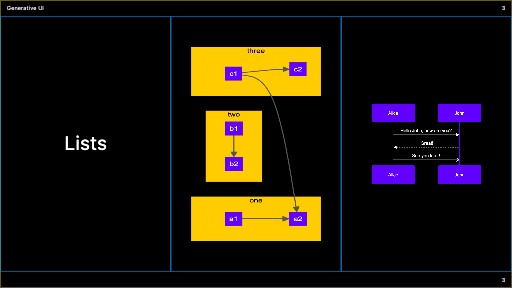 Generative UI
3
Lists
three
c1
c2
two
b1
b2
one
a1
a2
Alice
John
Hello John, how are you?
Great!
See you later!
Alice
John
3